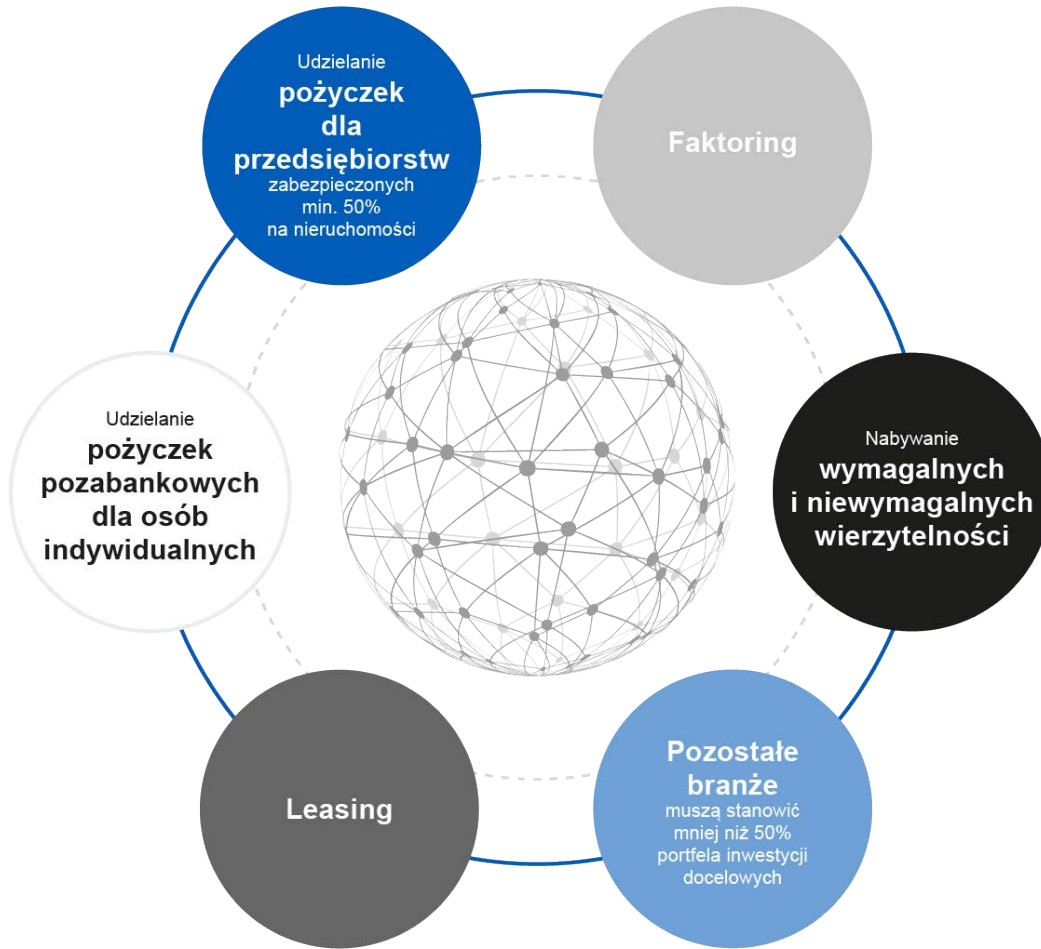 Udzielanie
pożyczek
dla
przedsiębiorstw
zabezpieczonych
min. 50%
na nieruchomości
Faktoring
Udzielanie
pożyczek
pozabankowych
dla osób
indywidualnych
Nabywanie
wymagalnych
i niewymagalnych
wierzytelności
Leasing
Pozostałe
branże
muszą stanowić
mniej niż 50%
portfela inwestycji
docelowych